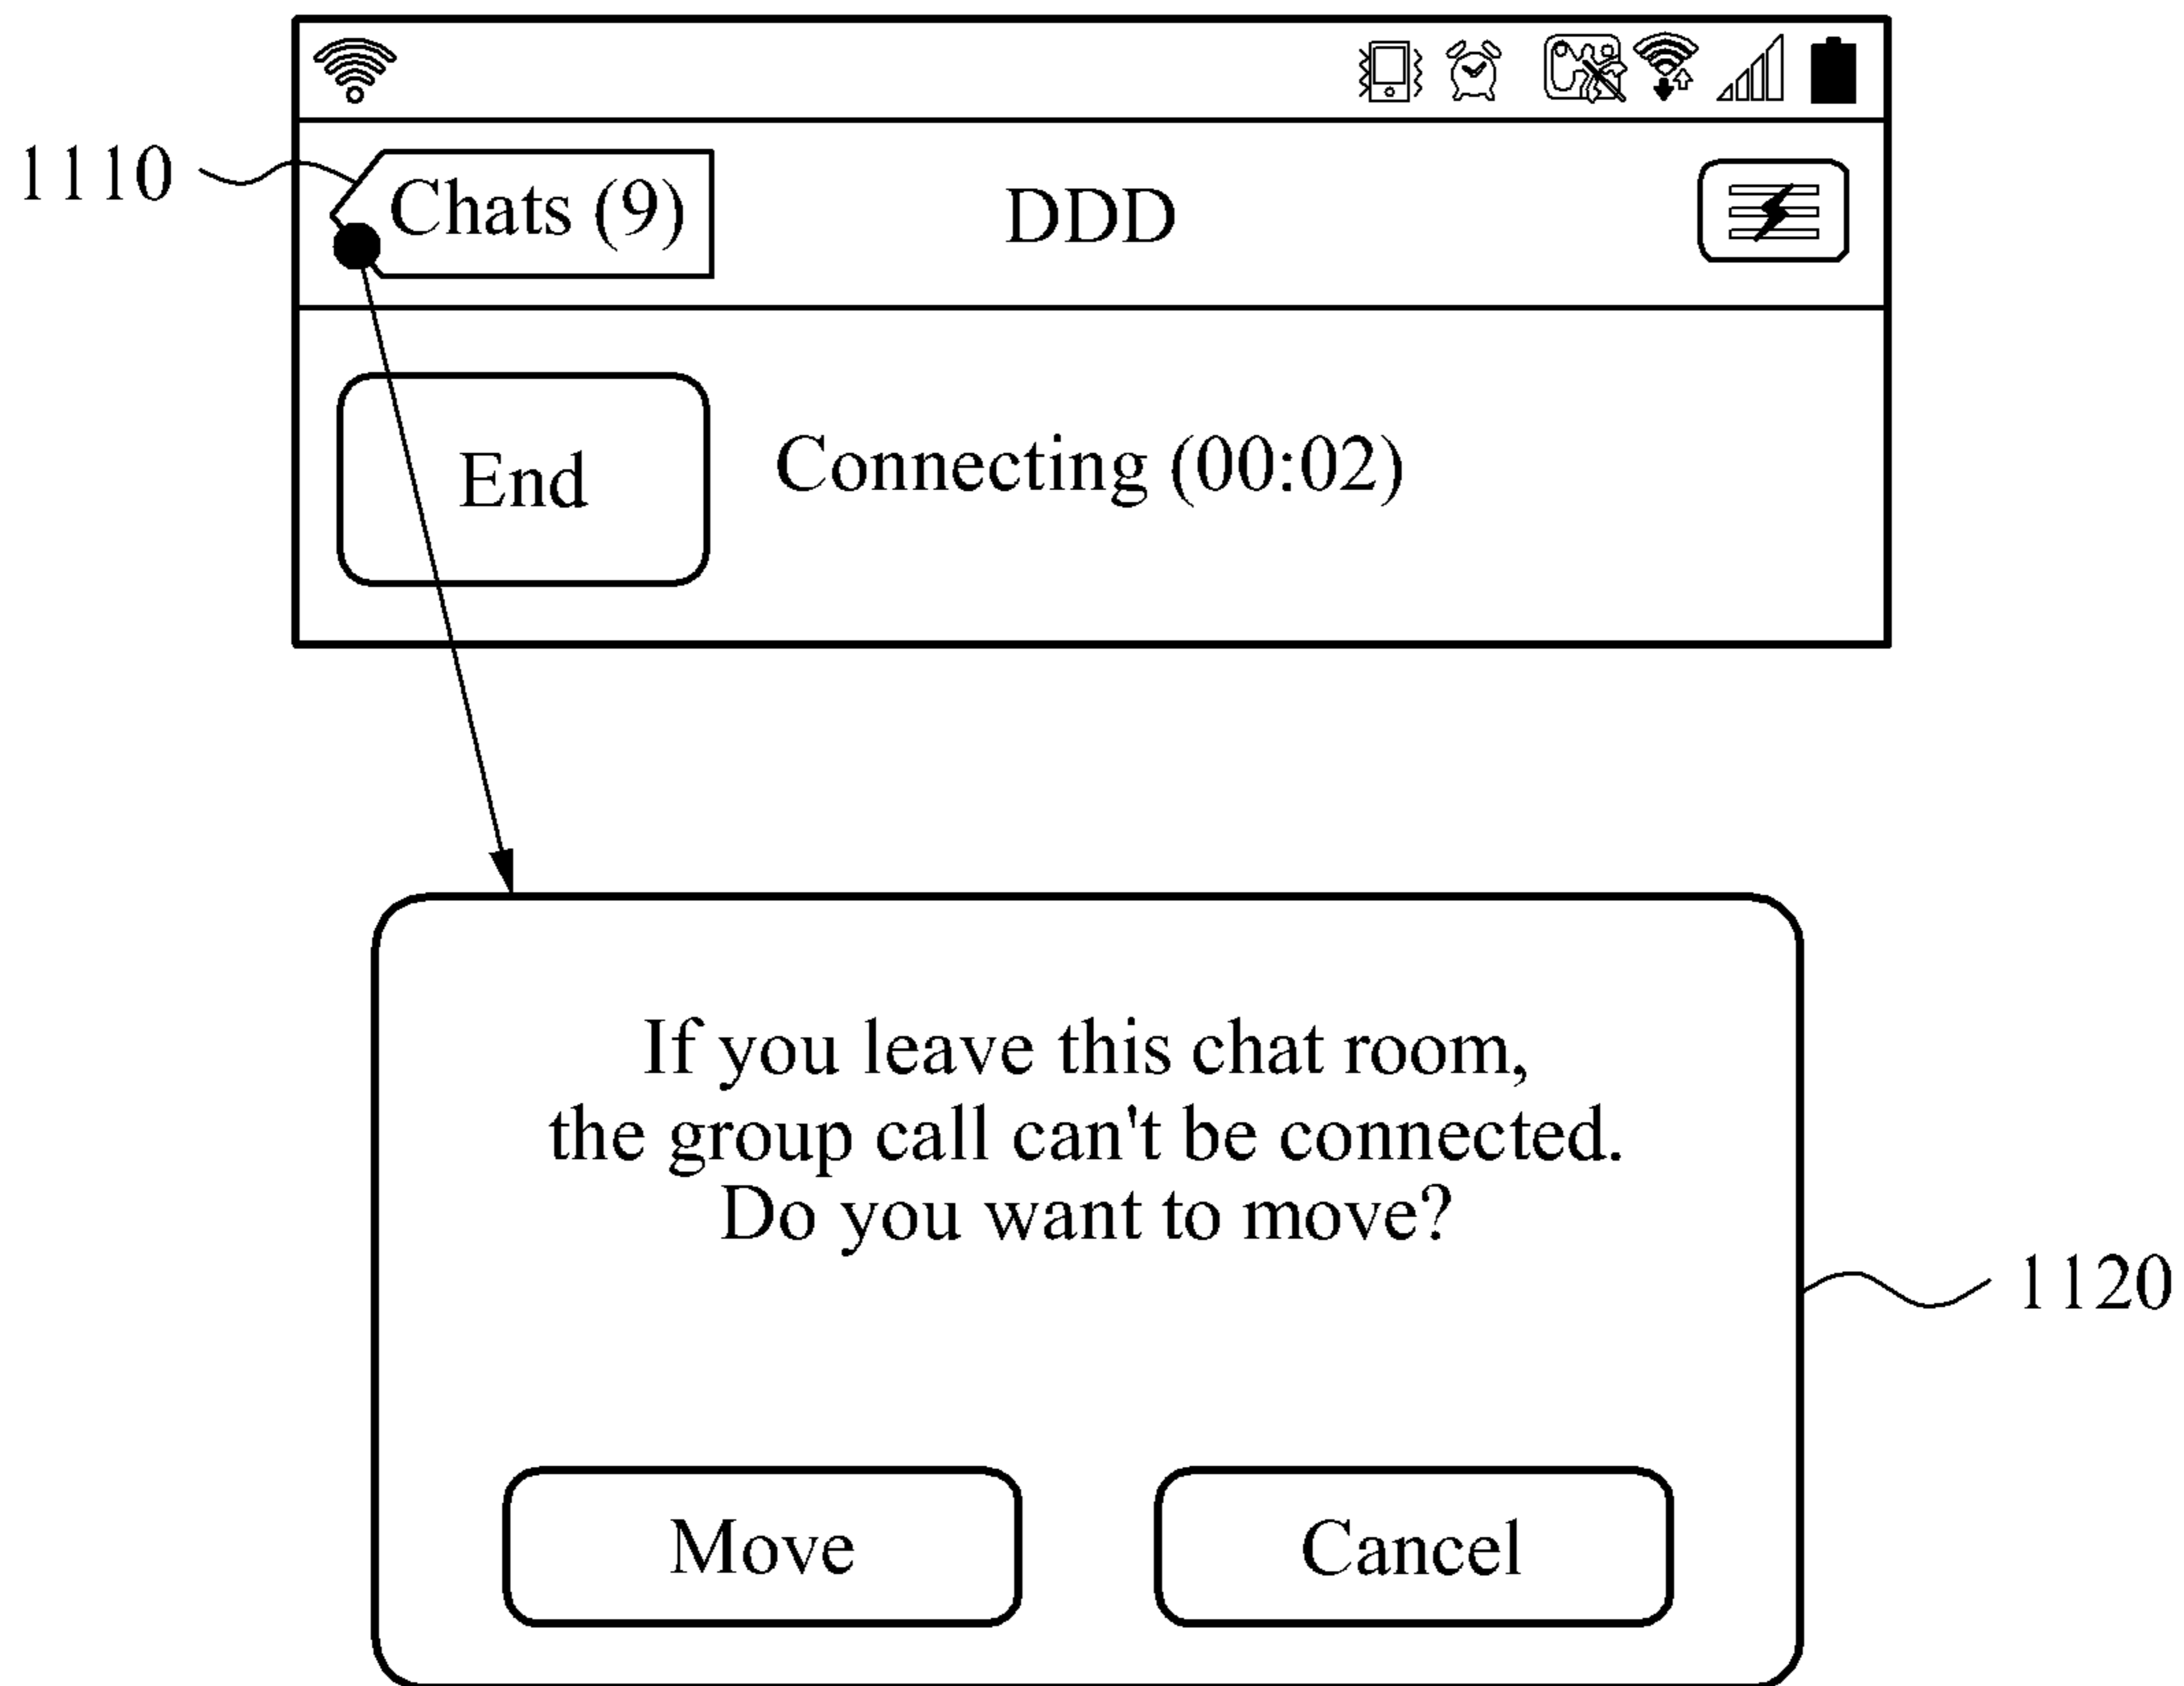 1110
Chats (9)
DDD
End
Connecting (00:02)
If you leave this chat room,
the group call can't be connected.
Do you want to move?
1120
Move
Cancel